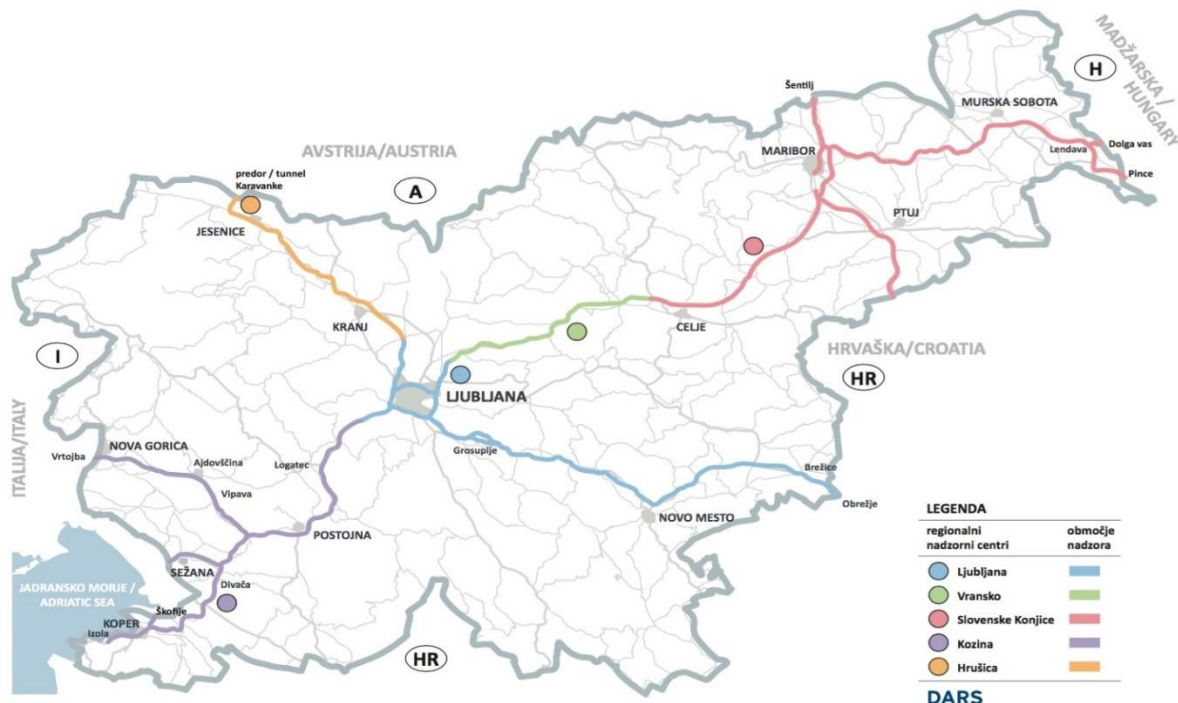 MADŽARSKA /
HUNGARY
H
Šentilj
MURSKA SOBOTA
MARIBOR
Lendava
Dolga vas
Pince
AVSTRIJA/AUSTRIA
A
predor / tunnel
Karavanke
JESENICE
PTUJ
KRANJ
CELJE
I
HRVAŠKA/CROATIA
HR
LJUBLJANA
ITALIJA/ITALY
NOVA GORICA
Vrtojba
Ajdovščina
Logatec
Grosuplje
Brežice
Vipava
Obrežje
NOVO MESTO
POSTOJNA
SEŽANA
Divača
JADRANSKO MORJE /
ADRIATIC SEA
Škofije
KOPER
Izola
HR
LEGENDA
regionalni
nadzorni centri
območje
nadzora
Ljubljana
Vransko
Slovenske Konjice
Kozina
Hrušica
DARS